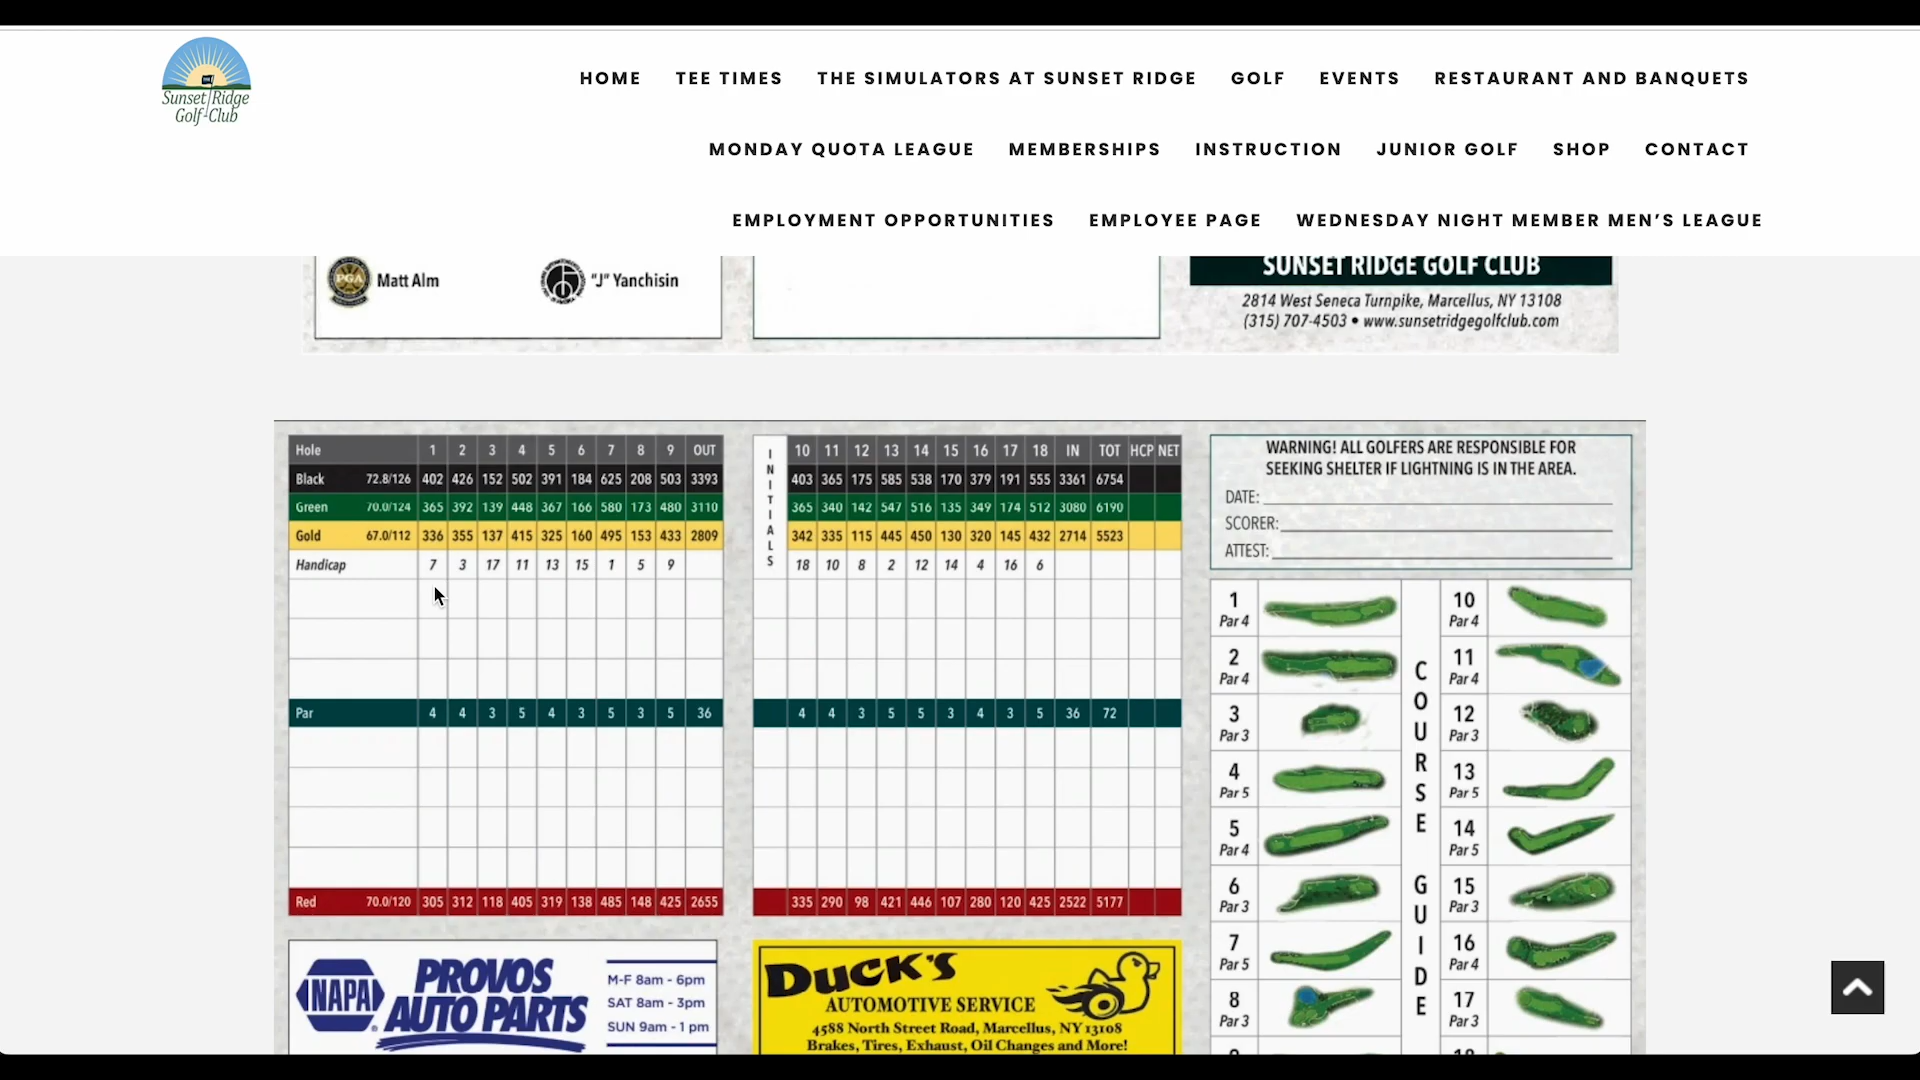 Sunset Ridge
Golf Club
HOME TEE TIMES THE SIMULATORS AT SUNSET RIDGE GOLF EVENTS RESTAURANT AND BANQUETS
MONDAY QUOTA LEAGUE MEMBERSHIPS INSTRUCTION JUNIOR GOLF SHOP CONTACT
EMPLOYMENT OPPORTUNITIES EMPLOYEE PAGE WEDNESDAY NIGHT MEMBER MEN'S LEAGUE
PGA Matt Alm "J" Yanchisin
SUNSET RIDGE GOLF CLUB
2814 West Seneca Turnpike, Marcellus, NY 13108
(315) 707-4503 • www.sunsetridgegolfclub.com
Hole 1 2 3 4 5 6 7 8 9 OUT
Black 72.8/126 402 426 152 502 391 184 625 208 503 3393
Green 70.0/124 365 392 139 448 367 166 580 173 480 3110
Gold 67.0/112 336 355 137 415 325 160 495 153 433 2809
Handicap 7 3 17 11 13 15 1 5 9
Par 4 4 3 5 4 3 5 3 5 36
Red 70.0/120 305 312 118 405 319 138 485 148 425 2655
INITIALS
10 11 12 13 14 15 16 17 18 IN TOT HCP NET
403 365 175 585 538 170 379 191 555 3361 6754
365 340 142 547 516 135 349 174 512 3080 6190
342 335 115 445 450 130 320 145 432 2714 5523
18 10 8 2 12 14 4 16 6
4 4 3 5 5 3 4 3 5 36 72
335 290 98 421 446 107 280 120 425 2522 5177
WARNING! ALL GOLFERS ARE RESPONSIBLE FOR
SEEKING SHELTER IF LIGHTNING IS IN THE AREA.
DATE:
SCORER:
ATTEST:
COURSE GUIDE
1
Par 4
2
Par 4
3
Par 3
4
Par 5
5
Par 4
6
Par 3
7
Par 5
8
Par 3
10
Par 4
11
Par 4
12
Par 3
13
Par 5
14
Par 5
15
Par 3
16
Par 4
17
Par 3
NAPA
PROVOS
AUTO PARTS
M-F 8am - 6pm
SAT 8am - 3pm
SUN 9am - 1 pm
DUCK'S
AUTOMOTIVE SERVICE
4588 North Street Road, Marcellus, NY 13108
Brakes, Tires, Exhaust, Oil Changes and More!